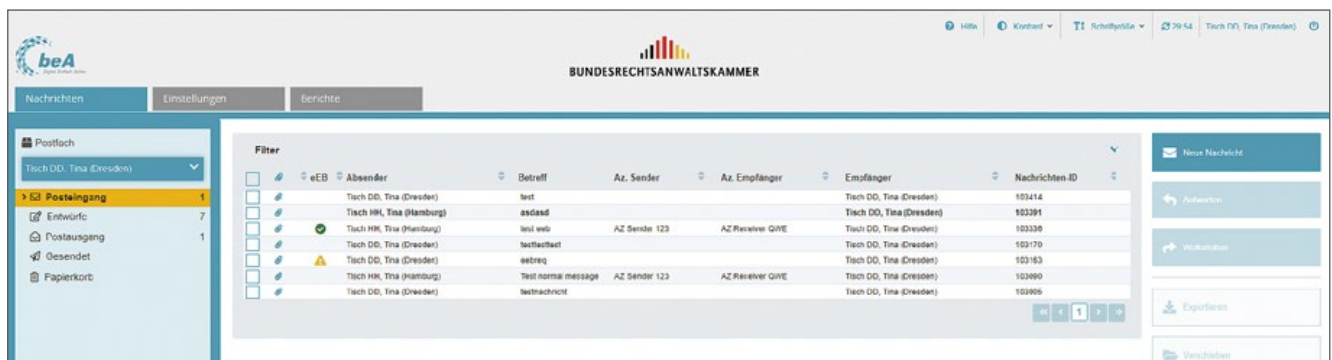 Hilfe Kontrast Schriftgröße 29:54 Tisch DD, Tina (Dresden)
beA
BUNDESRECHTSANWALTSKAMMER
Nachrichten Einstellungen Berichte
Postfach
Tisch DD, Tina (Dresden)
Posteingang 1
Entwürfe 7
Postausgang 1
Gesendet
Papierkorb
Filter
eEB Absender Betreff Az. Sender Az. Empfänger Empfänger Nachrichten-ID
Tisch DD, Tina (Dresden) test Tisch DD, Tina (Dresden) 103414
Tisch HH, Tina (Hamburg) asdasd Tisch DD, Tina (Dresden) 103391
Tisch HH, Tina (Hamburg) AZ Sender 123 AZ Receiver QWE Tisch DD, Tina (Dresden) 103336
Tisch DD, Tina (Dresden) testtesttest Tisch DD, Tina (Dresden) 103170
Tisch DD, Tina (Dresden) eebreq Tisch DD, Tina (Dresden) 103163
Tisch HH, Tina (Hamburg) Test normal message AZ Sender 123 AZ Receiver QWE Tisch DD, Tina (Dresden) 103090
Tisch DD, Tina (Dresden) testnachricht Tisch DD, Tina (Dresden)
1
Neue Nachricht
Antworten
Weiterleiten
Exportieren
Verschieben